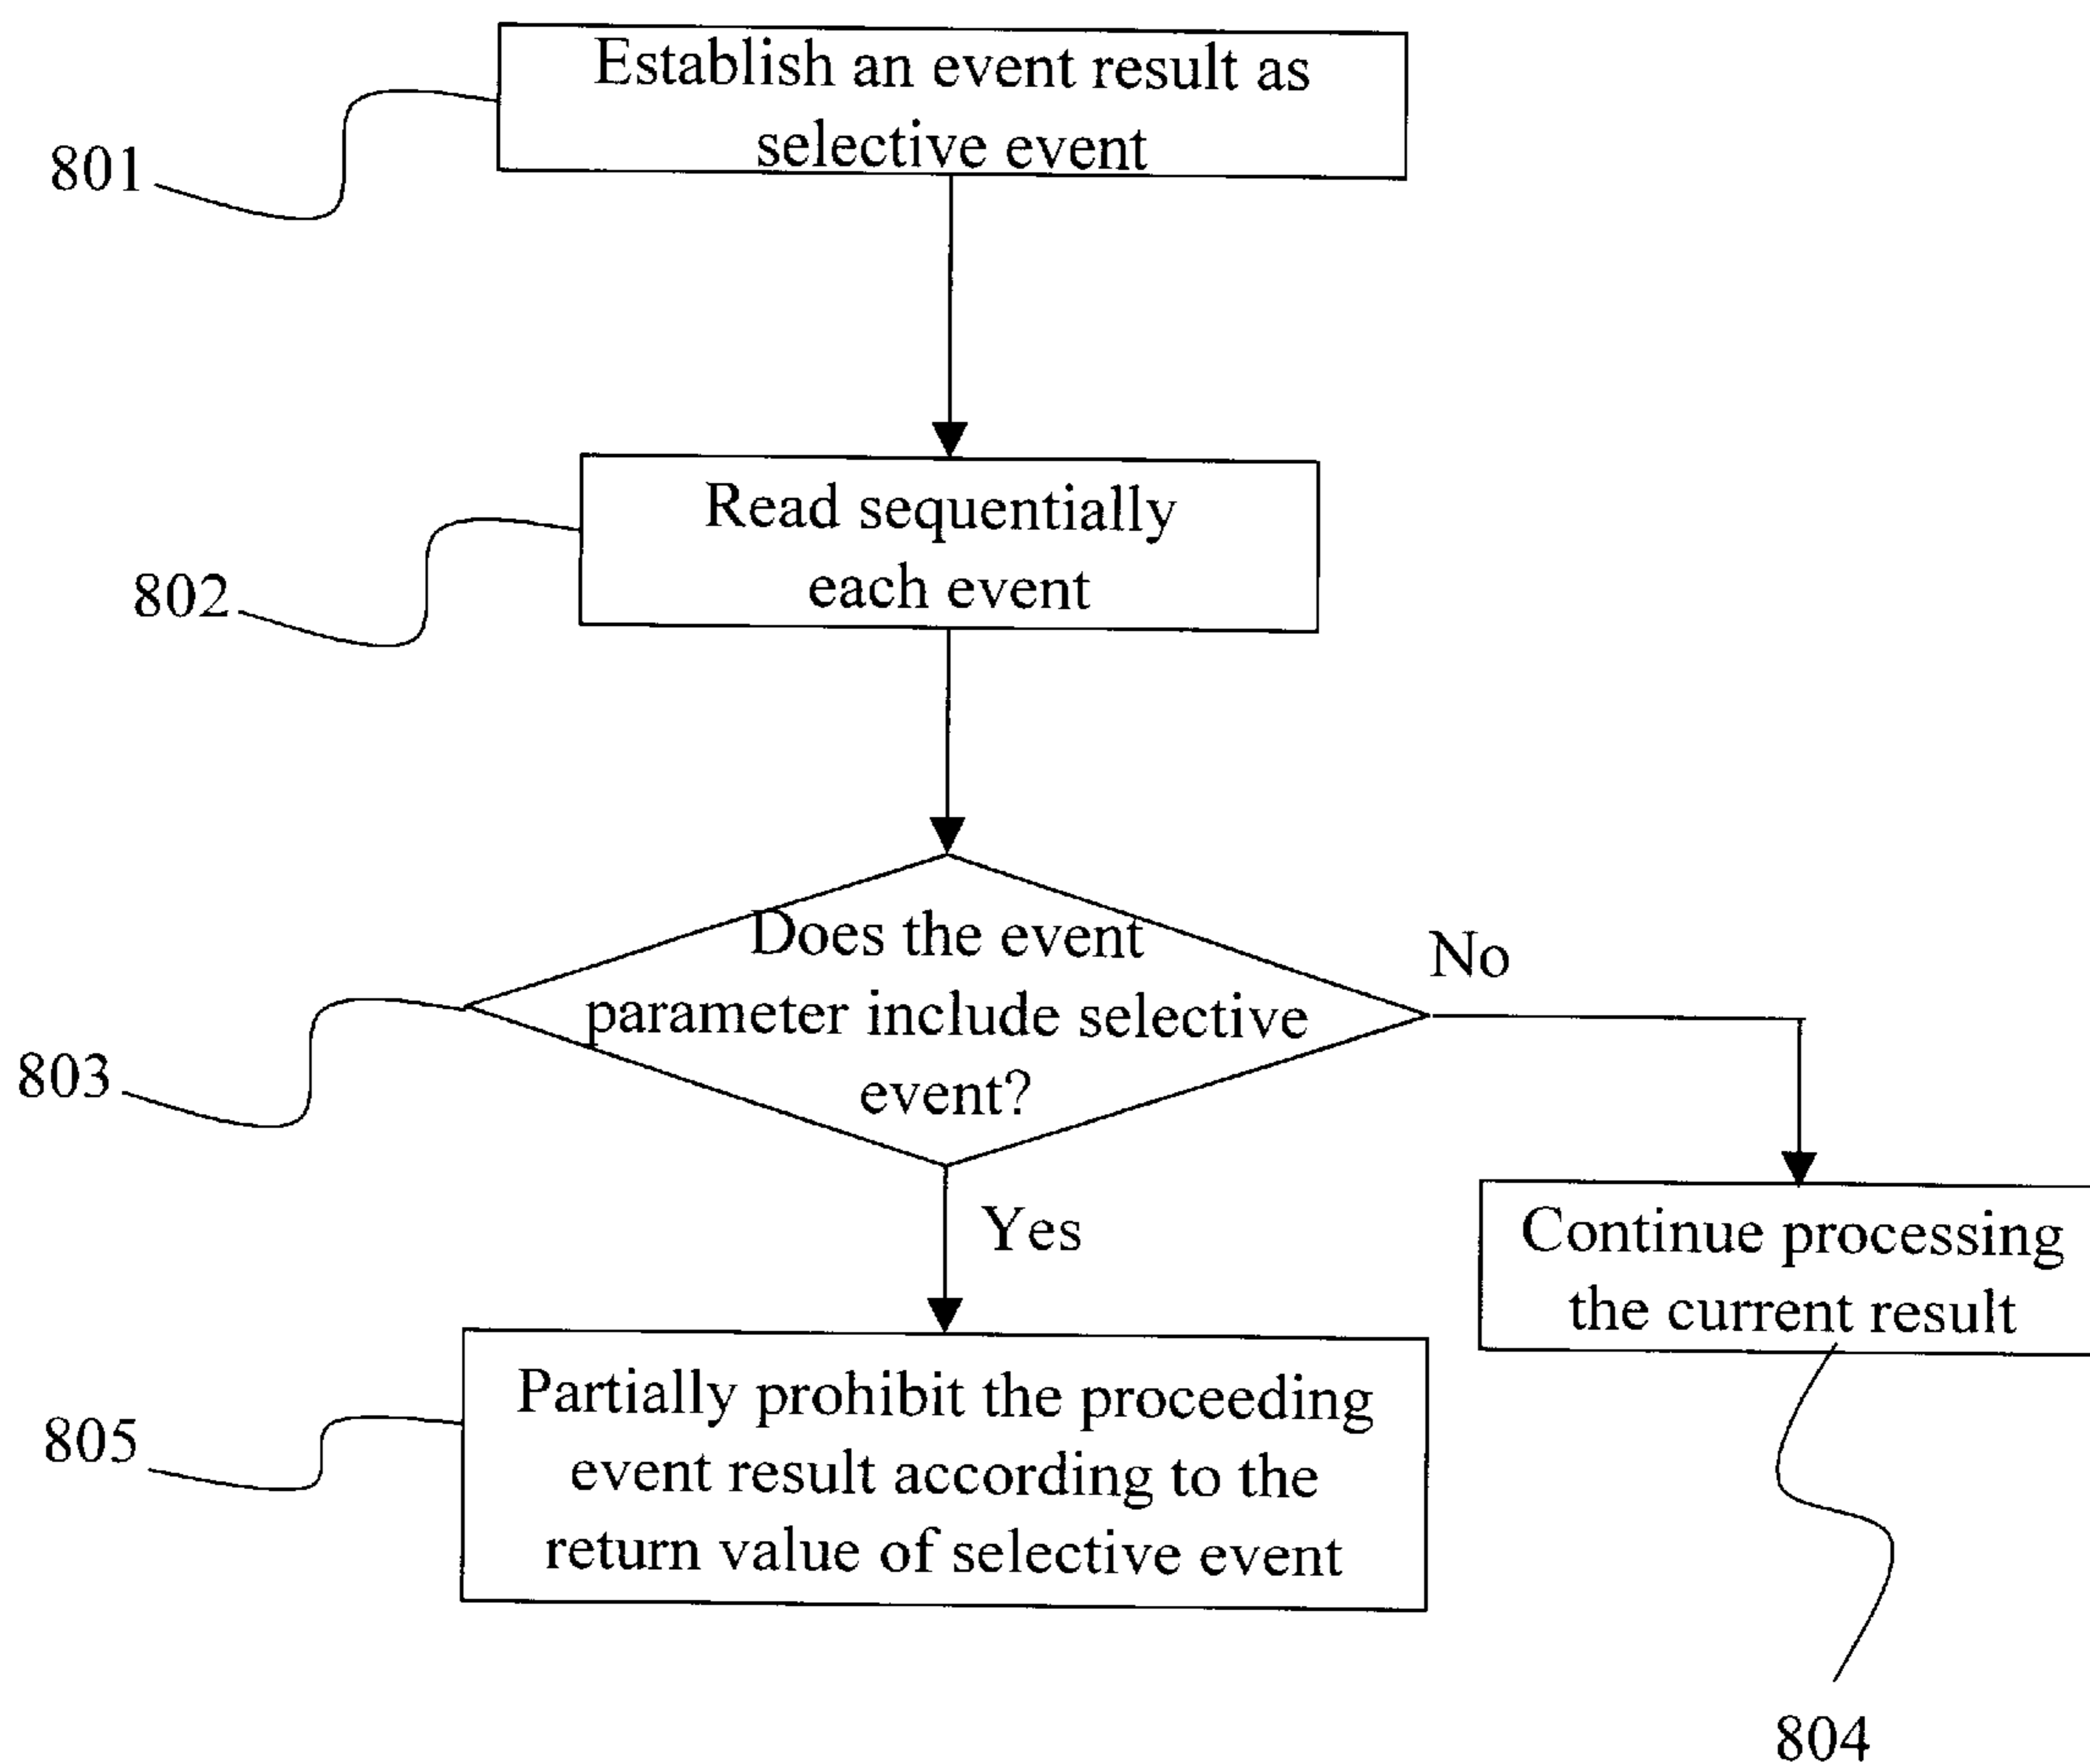 Establish an event result as
selective event
801
Read sequentially
each event
802
Does the event
parameter include selective
event?
No
803
Yes
Continue processing
the current result
Partially prohibit the proceeding
event result according to the
return value of selective event
805
804